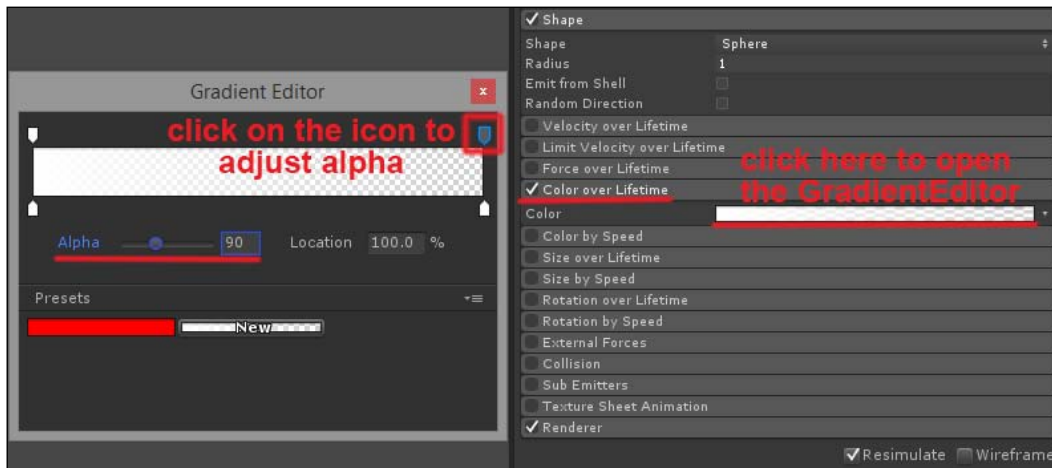 Gradient Editor
x
click on the icon to
adjust alpha
Alpha 90 Location 100.0 %
Presets
New
Shape
Shape Sphere
Radius 1
Emit from Shell
Random Direction
Velocity over Lifetime
Limit Velocity over Lifetime
Force over Lifetime
click here to open
the GradientEditor
Color over Lifetime
Color
Color by Speed
Size over Lifetime
Size by Speed
Rotation over Lifetime
Rotation by Speed
External Forces
Collision
Sub Emitters
Texture Sheet Animation
Renderer
Resimulate Wireframe